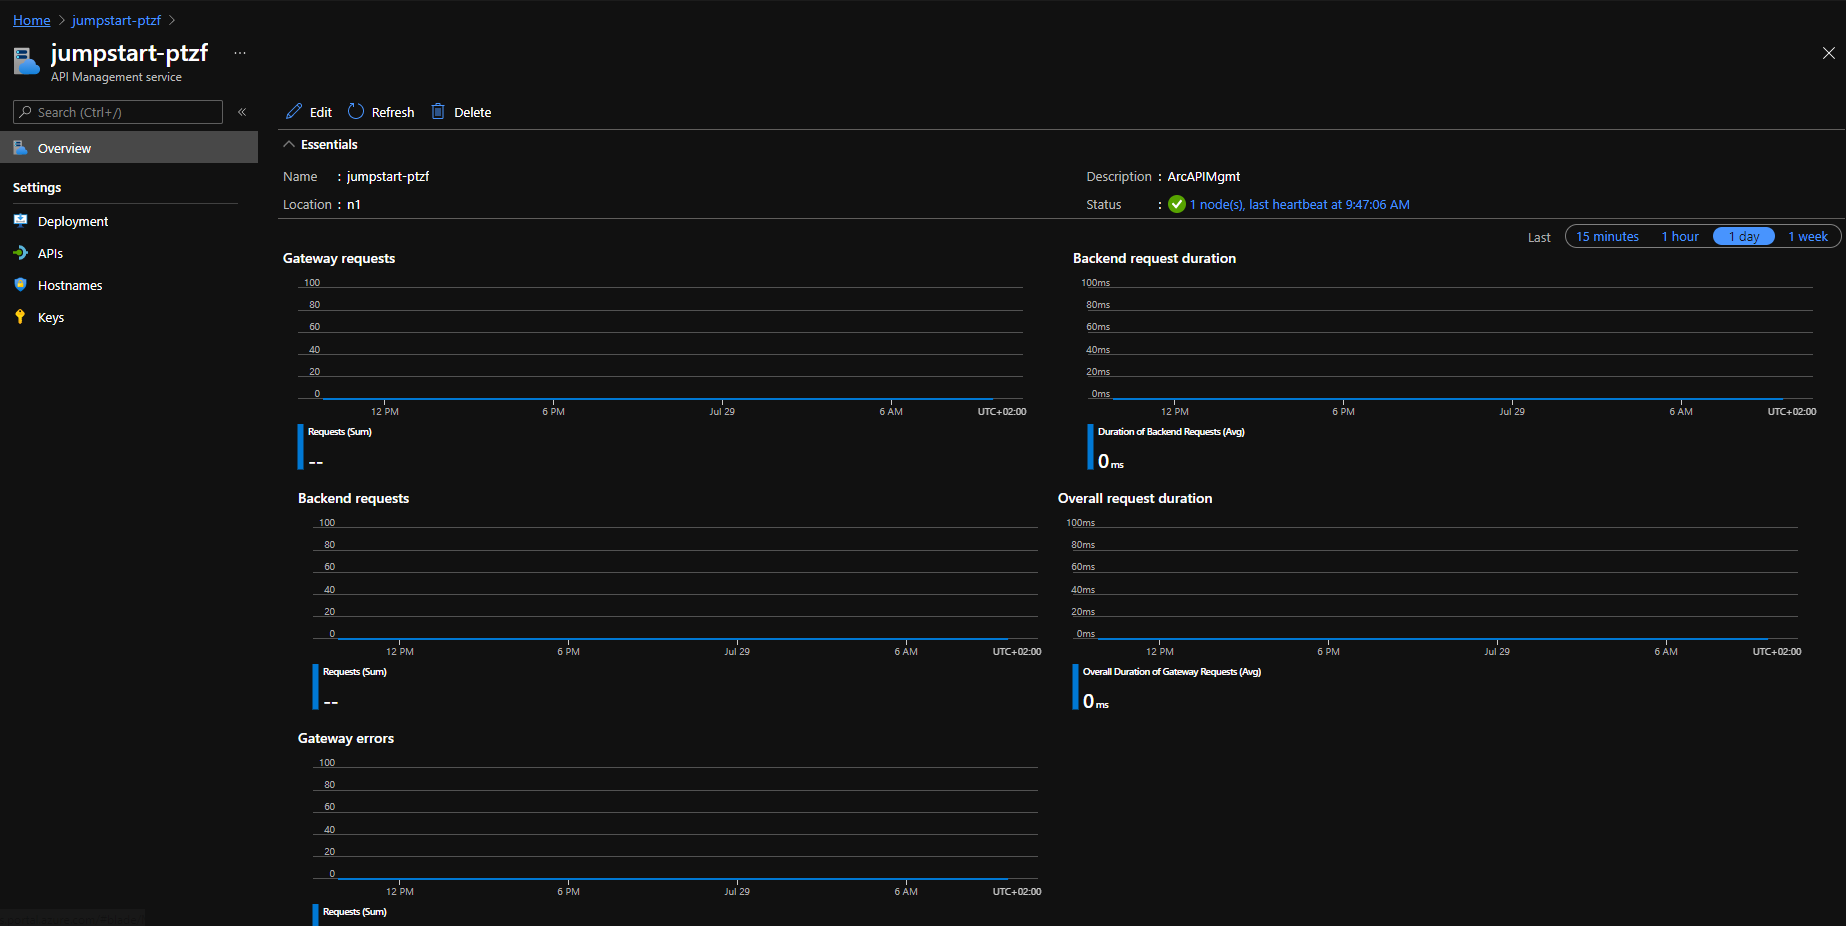 Home > jumpstart-ptzf >
jumpstart-ptzf ...
API Management service
Search (Ctrl+/) «
Overview
Settings
Deployment
APIs
Hostnames
Keys
Edit Refresh Delete
Essentials
Name : jumpstart-ptzf
Location : n1
Description : ArcAPIMgmt
Status : 1 node(s), last heartbeat at 9:47:06 AM
Last 15 minutes 1 hour 1 day 1 week
Gateway requests
100
80
60
40
20
0
12 PM 6 PM Jul 29 6 AM UTC+02:00
Requests (Sum)
--
Backend request duration
100ms
80ms
60ms
40ms
20ms
0ms
12 PM 6 PM Jul 29 6 AM UTC+02:00
Duration of Backend Requests (Avg)
0 ms
Backend requests
100
80
60
40
20
0
12 PM 6 PM Jul 29 6 AM UTC+02:00
Requests (Sum)
--
Overall request duration
100ms
80ms
60ms
40ms
20ms
0ms
12 PM 6 PM Jul 29 6 AM UTC+02:00
Overall Duration of Gateway Requests (Avg)
0 ms
Gateway errors
100
80
60
40
20
0
12 PM 6 PM Jul 29 6 AM UTC+02:00
Requests (Sum)